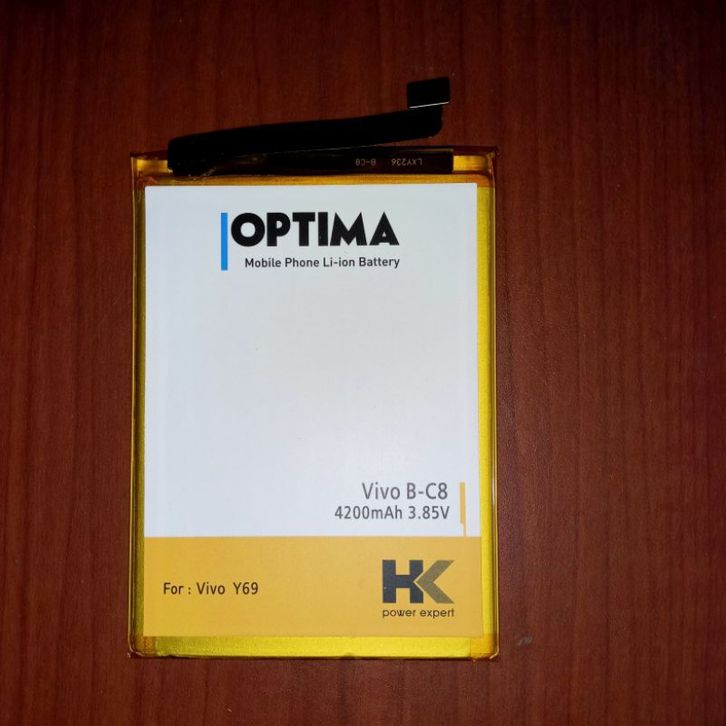 LXY236 B-C8
OPTIMA
Mobile Phone Li-ion Battery
Vivo B-C8
4200mAh 3.85V
For : Vivo Y69
HK
power expert